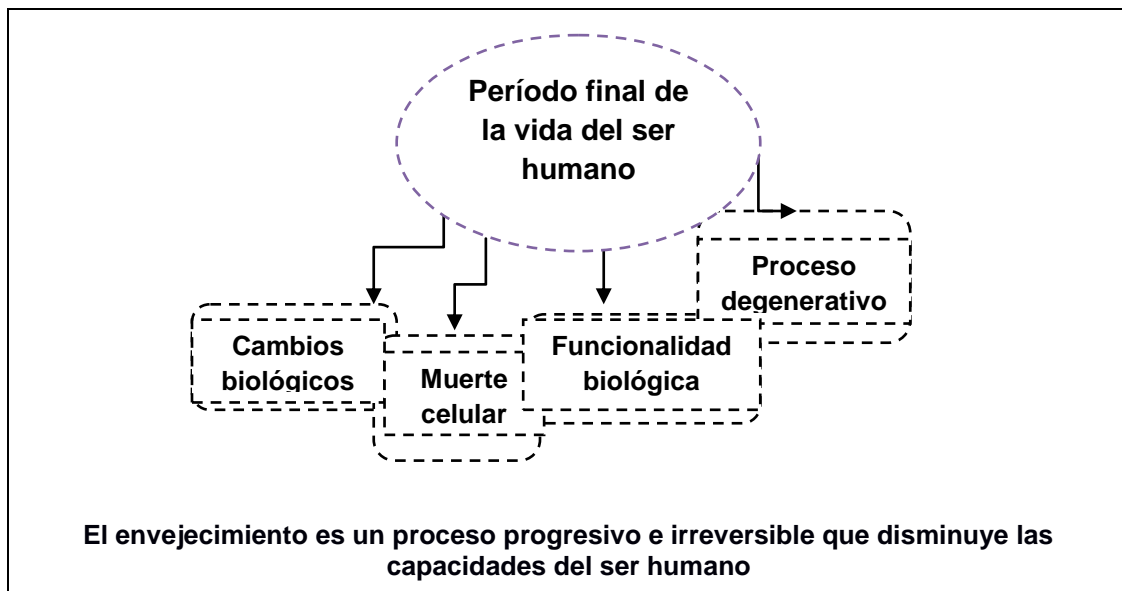 Período final de
la vida del ser
humano
Cambios
biológicos
Muerte
celular
Funcionalidad
biológica
Proceso
degenerativo
El envejecimiento es un proceso progresivo e irreversible que disminuye las
capacidades del ser humano